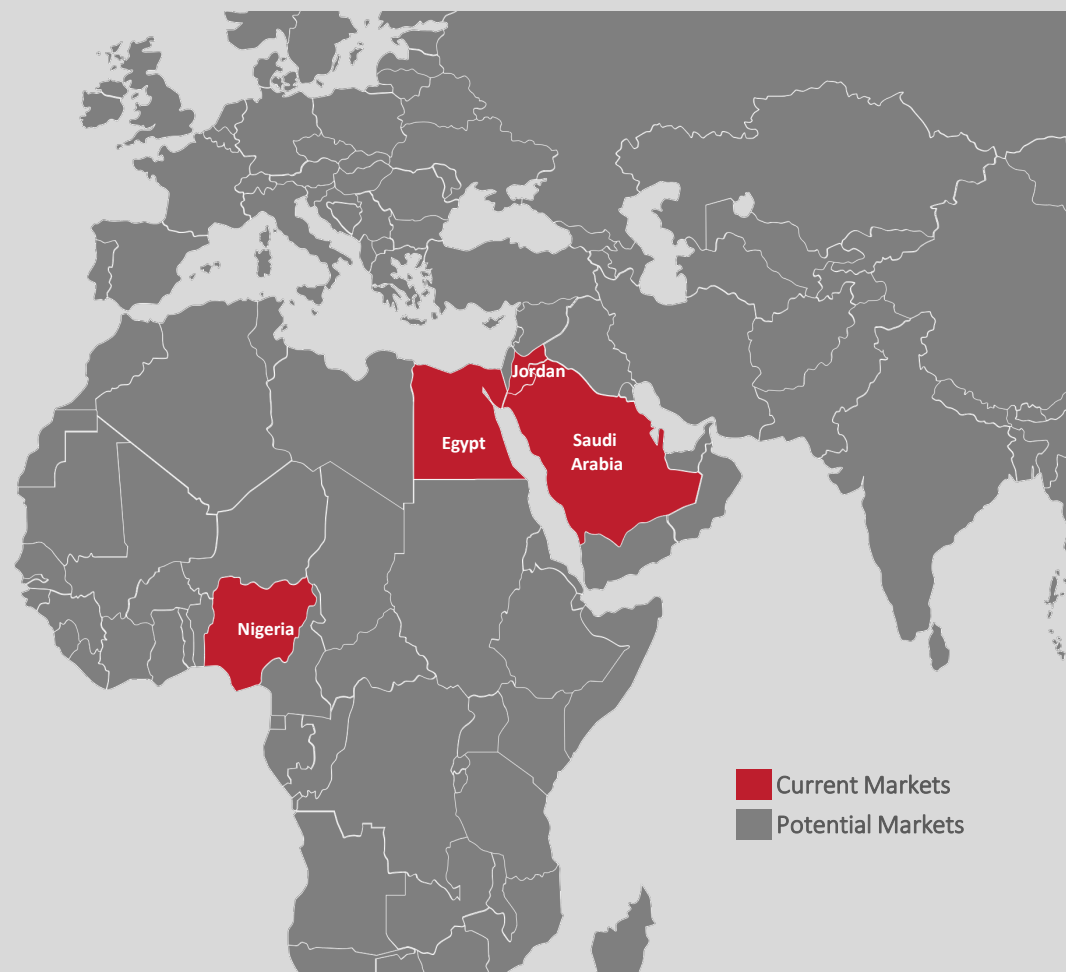 Jordan
Egypt
Saudi
Arabia
Nigeria
Current Markets
Potential Markets